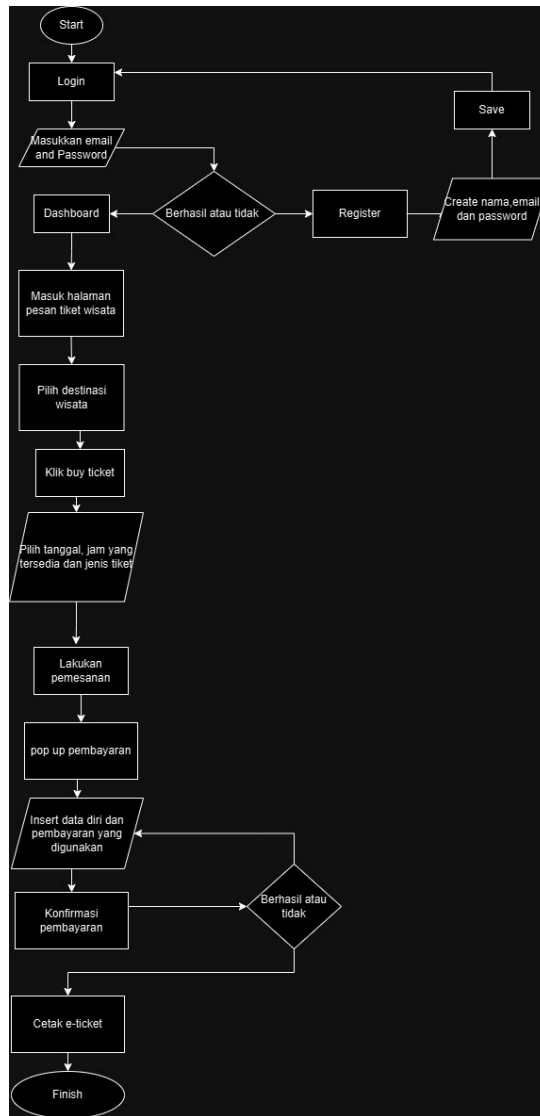 Start
Login
Save
Masukkan email
and Password
Create nama,email
dan password
Dashboard
Berhasil atau tidak
Register
Masuk halaman
pesan tiket wisata
Pilih destinasi
wisata
Klik buy ticket
Pilih tanggal, jam yang
tersedia dan jenis tiket
Lakukan
pemesanan
pop up pembayaran
Insert data diri dan
pembayaran yang
digunakan
Berhasil atau
tidak
Konfirmasi
pembayaran
Cetak e-ticket
Finish